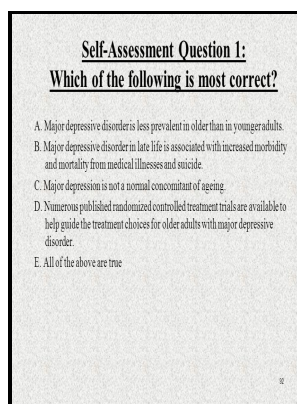 Self-Assessment Question 1:
Which of the following is most correct?
A. Major depressive disorder is less prevalent in older than in younger adults.
B. Major depressive disorder in late life is associated with increased morbidity
and mortality from medical illnesses and suicide.
C. Major depression is not a normal concomitant of ageing.
D. Numerous published randomized controlled treatment trials are available to
help guide the treatment choices for older adults with major depressive
disorder.
E. All of the above are true
92